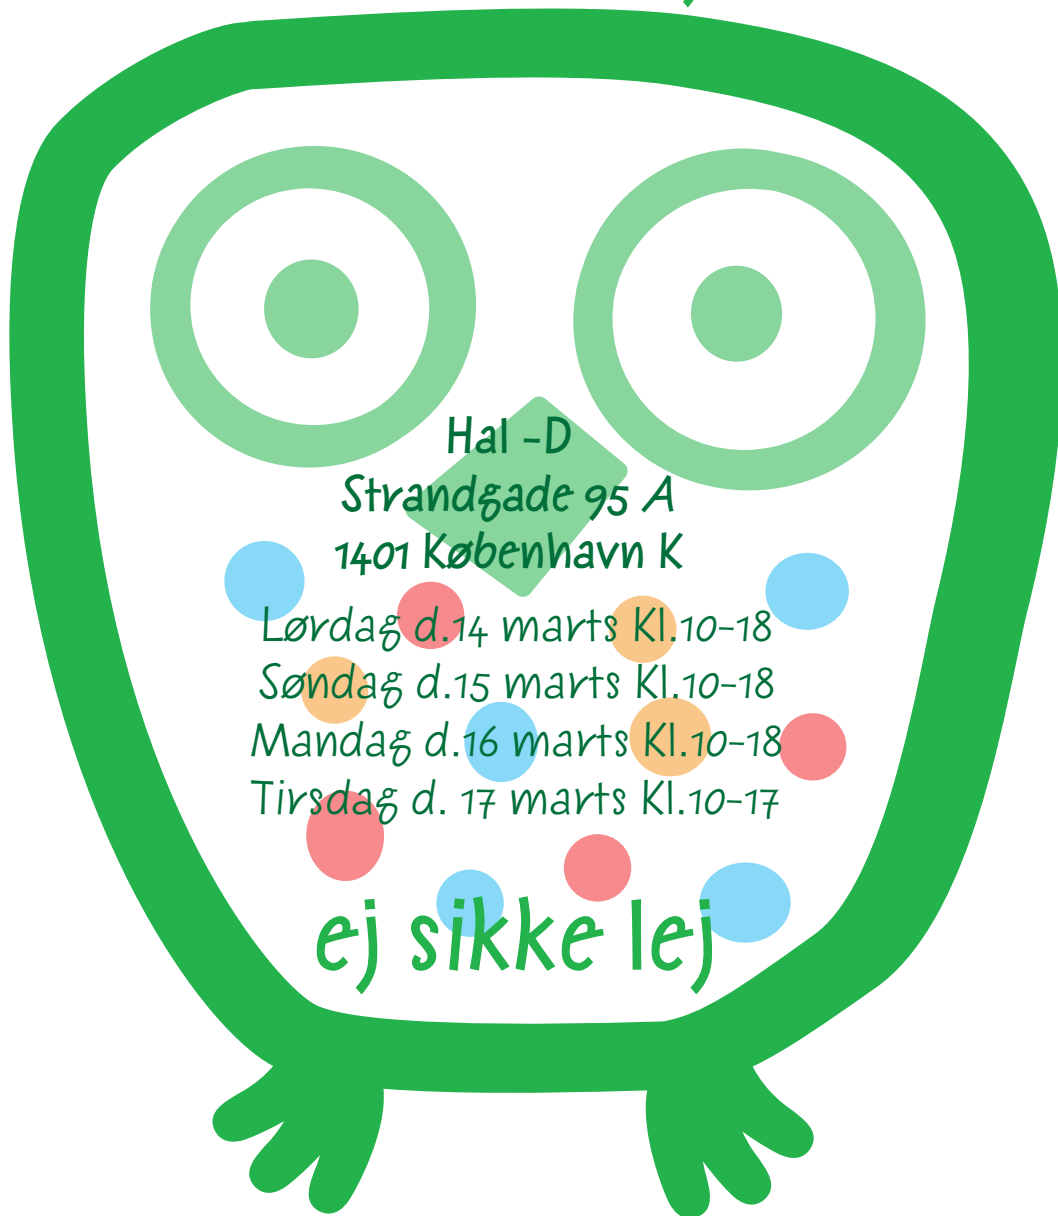 Hal -D
Strandgade 95 A
1401 København K
Lørdag d.14 marts Kl.10-18
Søndag d.15 marts Kl.10-18
Mandag d.16 marts Kl.10-18
Tirsdag d. 17 marts Kl.10-17
ej sikke lej